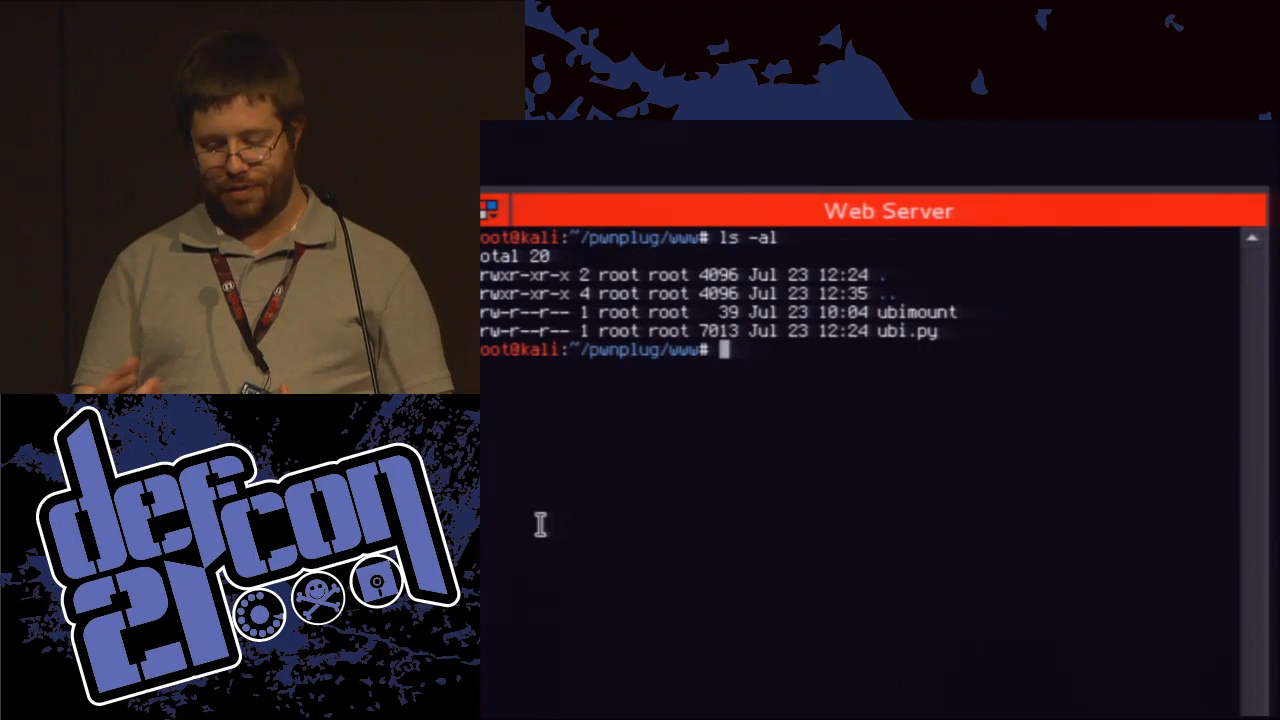 Web Server
oot@kali:~/pwnplug/www# ls -al
otal 20
rwxr-xr-x 2 root root 4096 Jul 23 12:24 .
rwxr-xr-x 4 root root 4096 Jul 23 12:35 ..
rw-r--r-- 1 root root   39 Jul 23 10:04 ubimount
rw-r--r-- 1 root root 7013 Jul 23 12:24 ubi.py
oot@kali:~/pwnplug/www#
defcon
21